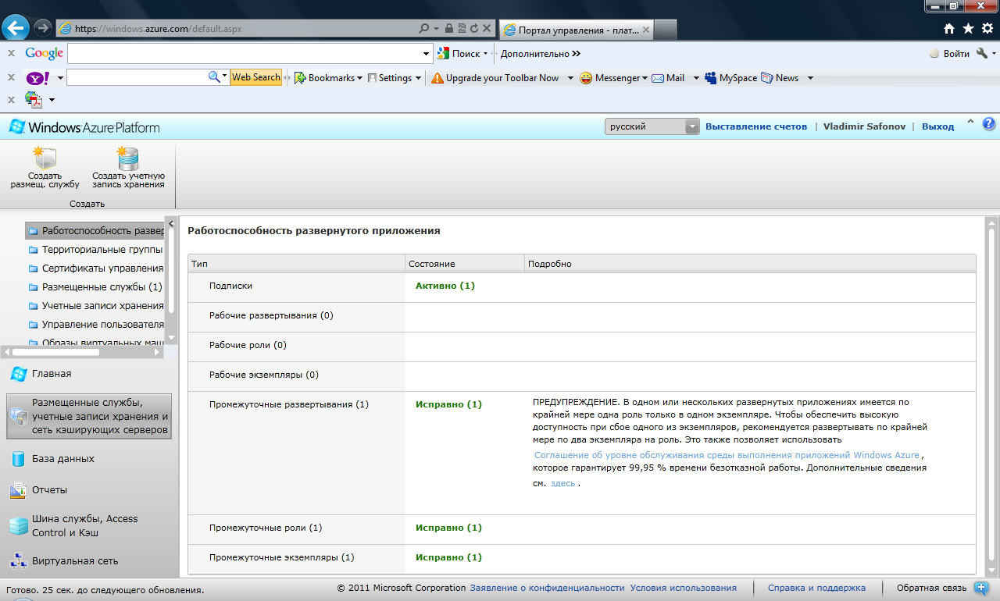 https://windows.azure.com/default.aspx
Портал управления - плат...
Google
Поиск
Дополнительно
Войти
Y!
Web Search
Bookmarks
Settings
Upgrade your Toolbar Now
Messenger
Mail
MySpace
News
Windows Azure Platform
русский
Выставление счетов | Vladimir Safonov | Выход
Создать размещ. службу
Создать учетную запись хранения
Создать
Работоспособность развер
Территориальные группы
Сертификаты управления
Размещенные службы (1)
Учетные записи хранения
Управление пользователя
Образы виртуальных маш
Главная
Размещенные службы,
учетные записи хранения и
сеть кэширующих серверов
База данных
Отчеты
Шина службы, Access
Control и Кэш
Виртуальная сеть
Работоспособность развернутого приложения
Тип Состояние Подробно
Подписки Активно (1)
Рабочие развертывания (0)
Рабочие роли (0)
Рабочие экземпляры (0)
Промежуточные развертывания (1) Исправно (1)
ПРЕДУПРЕЖДЕНИЕ. В одном или нескольких развернутых приложениях имеется по
крайней мере одна роль только в одном экземпляре. Чтобы обеспечить высокую
доступность при сбое одного из экземпляров, рекомендуется развертывать по крайней
мере по два экземпляра на роль. Это также позволяет использовать
Соглашение об уровне обслуживания среды выполнения приложений Windows Azure ,
которое гарантирует 99,95 % времени безотказной работы. Дополнительные сведения
см. здесь .
Промежуточные роли (1) Исправно (1)
Промежуточные экземпляры (1) Исправно (1)
Готово. 25 сек. до следующего обновления.
© 2011 Microsoft Corporation Заявление о конфиденциальности Условия использования
Справка и поддержка
Обратная связь